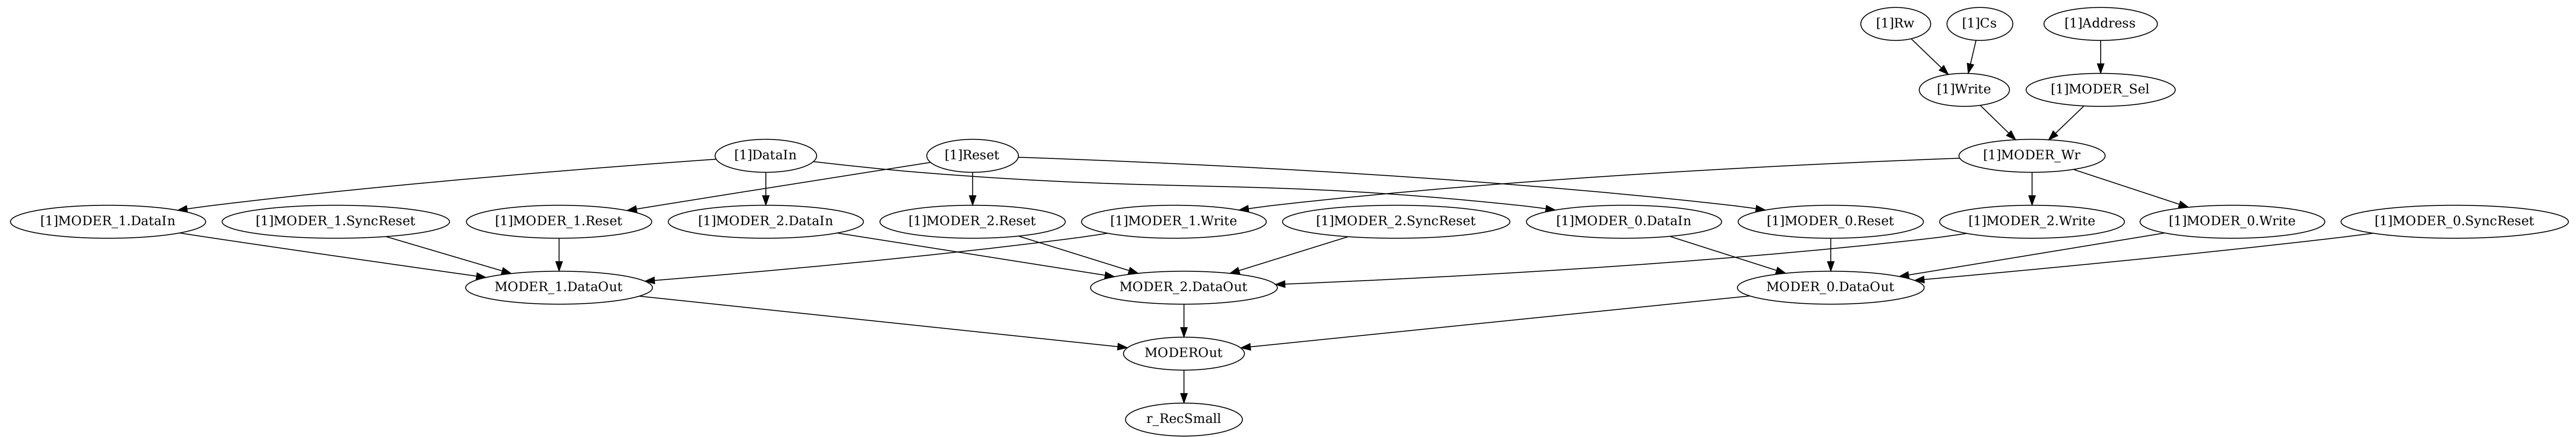 [1]Rw
[1]Cs
[1]Address
[1]Write
[1]MODER_Sel
[1]DataIn
[1]Reset
[1]MODER_Wr
[1]MODER_1.DataIn
[1]MODER_1.SyncReset
[1]MODER_1.Reset
[1]MODER_2.DataIn
[1]MODER_2.Reset
[1]MODER_1.Write
[1]MODER_2.SyncReset
[1]MODER_0.DataIn
[1]MODER_0.Reset
[1]MODER_2.Write
[1]MODER_0.Write
[1]MODER_0.SyncReset
MODER_1.DataOut
MODER_2.DataOut
MODER_0.DataOut
MODEROut
r_RecSmall